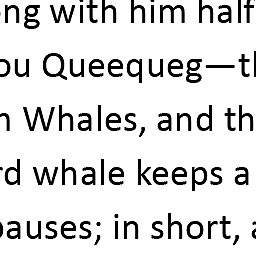 ng with him half
ou Queequeg—th
n Whales, and th
rd whale keeps a
pauses; in short, a